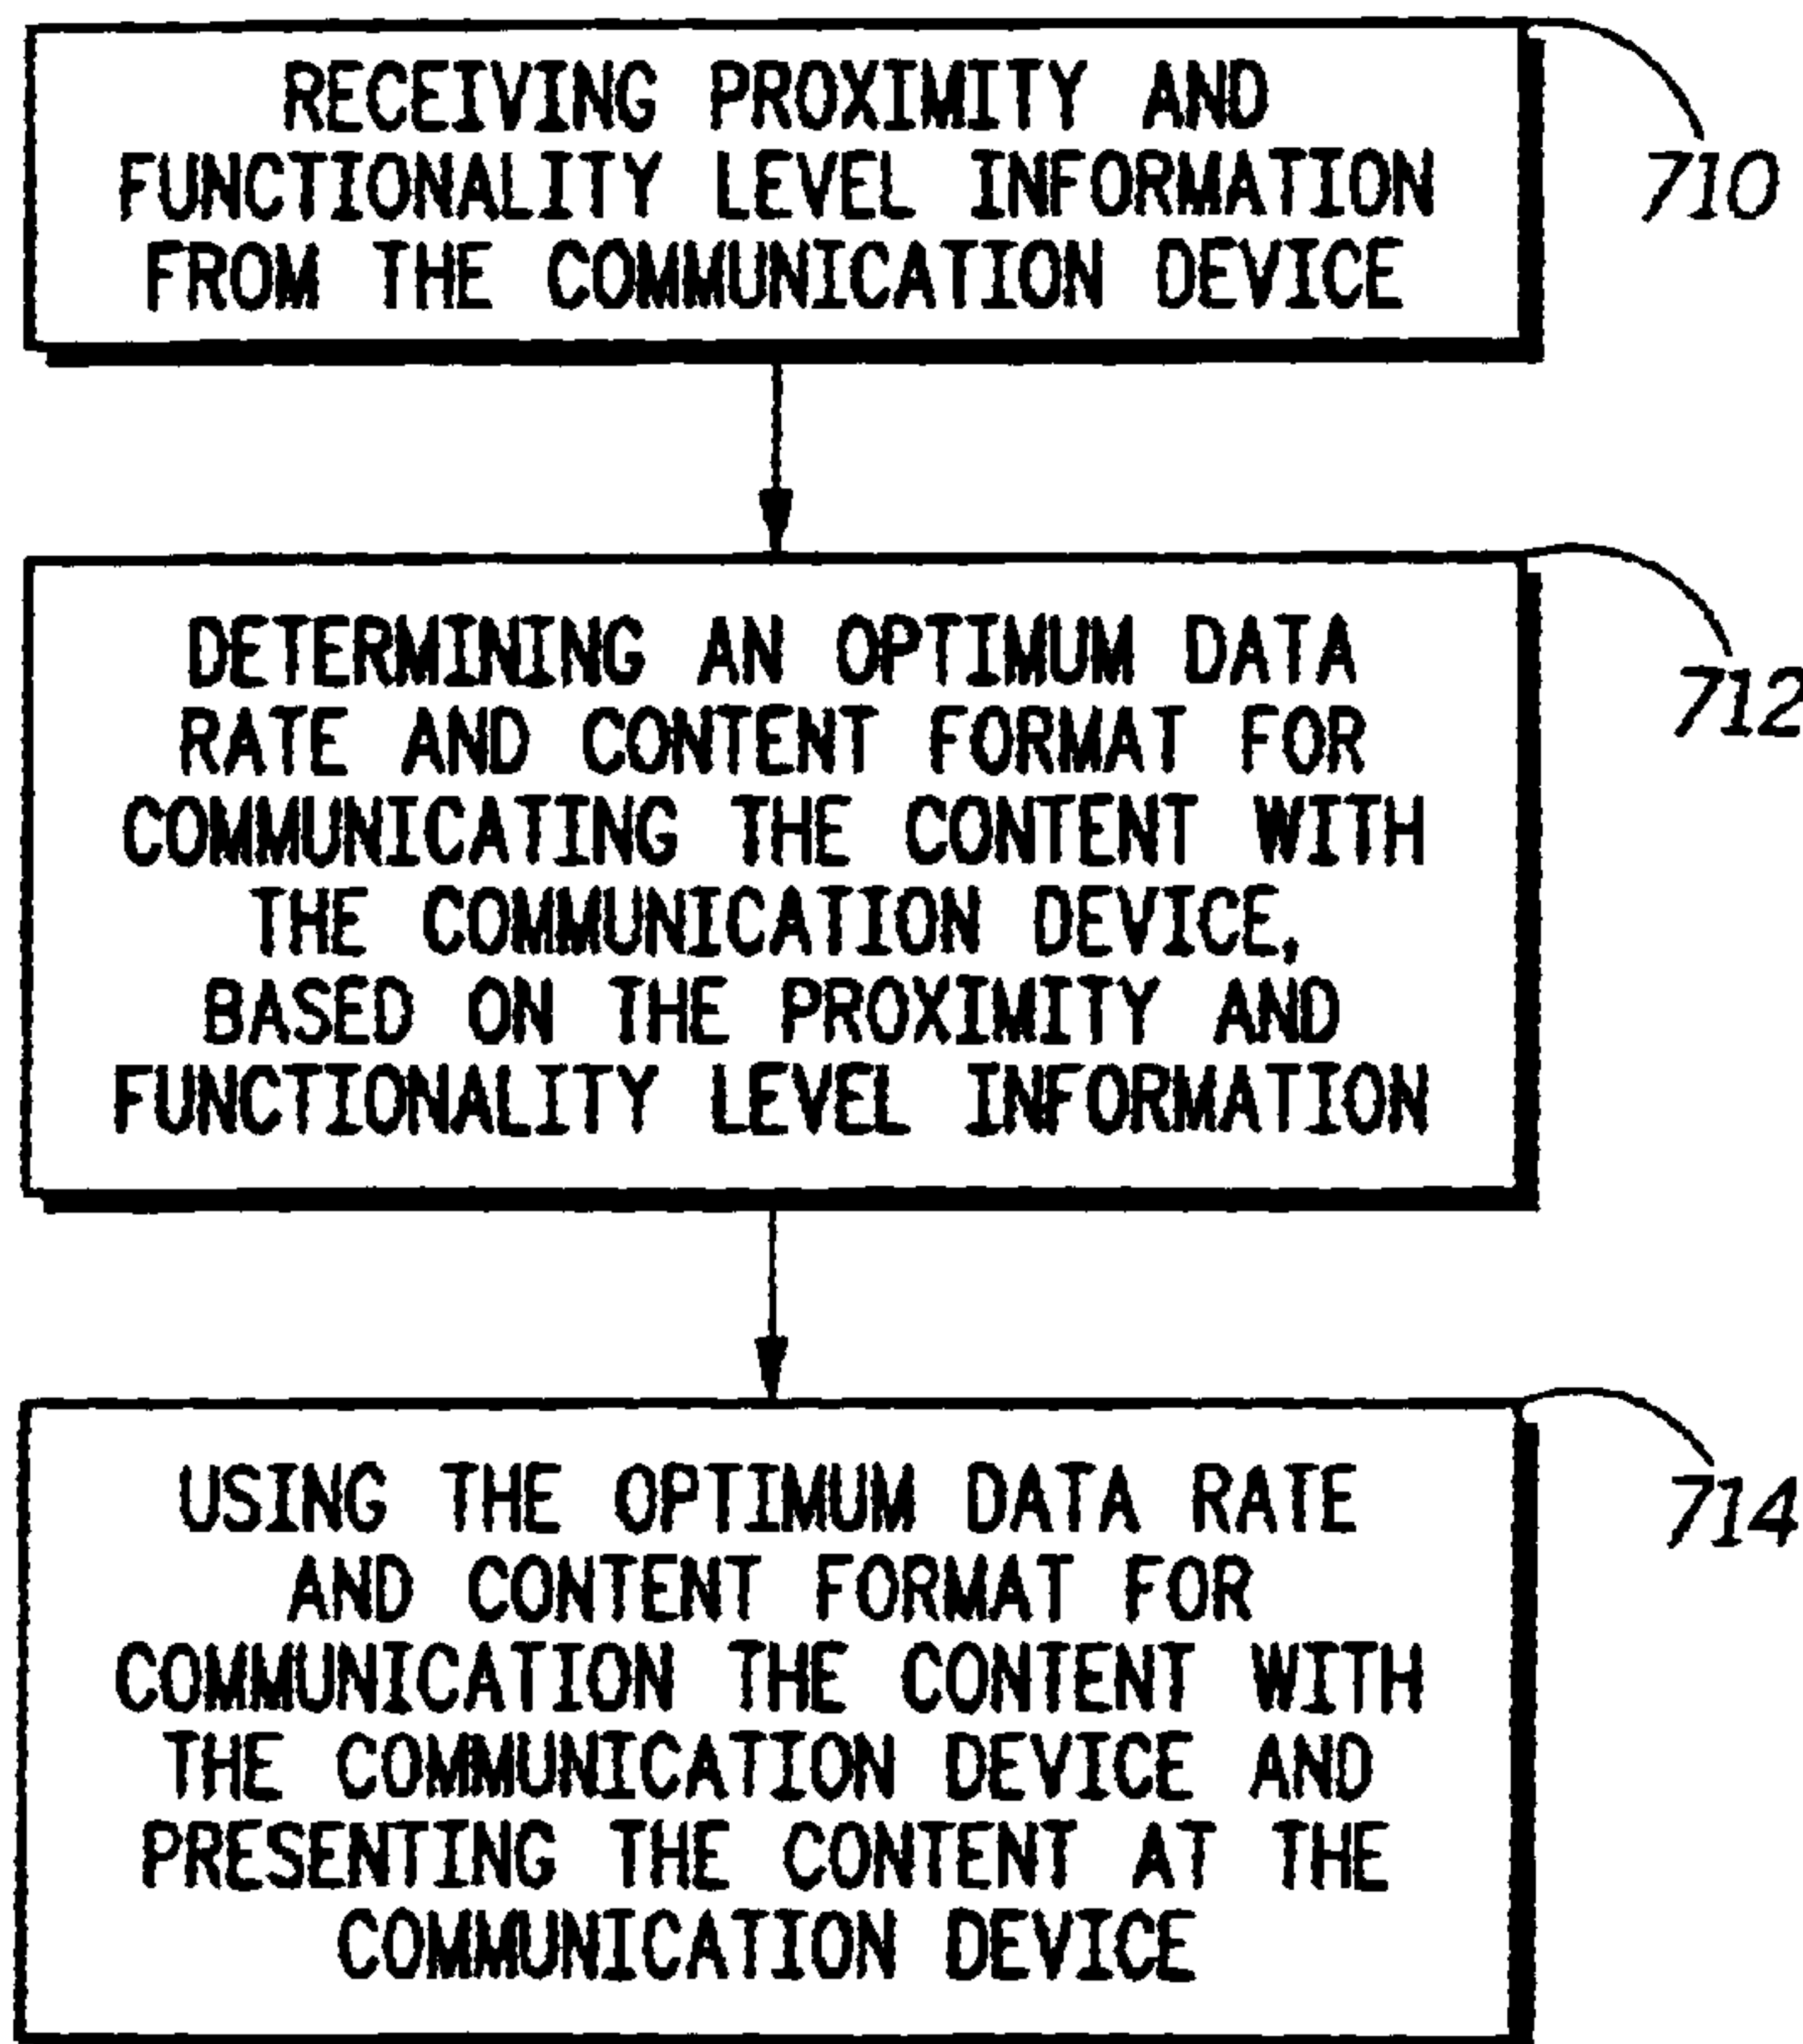 RECEIVING PROXIMITY AND
FUNCTIONALITY LEVEL INFORMATION
FROM THE COMMUNICATION DEVICE
710
DETERMINING AN OPTIMUM DATA
RATE AND CONTENT FORMAT FOR
COMMUNICATING THE CONTENT WITH
THE COMMUNICATION DEVICE,
BASED ON THE PROXIMITY AND
FUNCTIONALITY LEVEL INFORMATION
712
USING THE OPTIMUM DATA RATE
AND CONTENT FORMAT FOR
COMMUNICATION THE CONTENT WITH
THE COMMUNICATION DEVICE AND
PRESENTING THE CONTENT AT THE
COMMUNICATION DEVICE
714